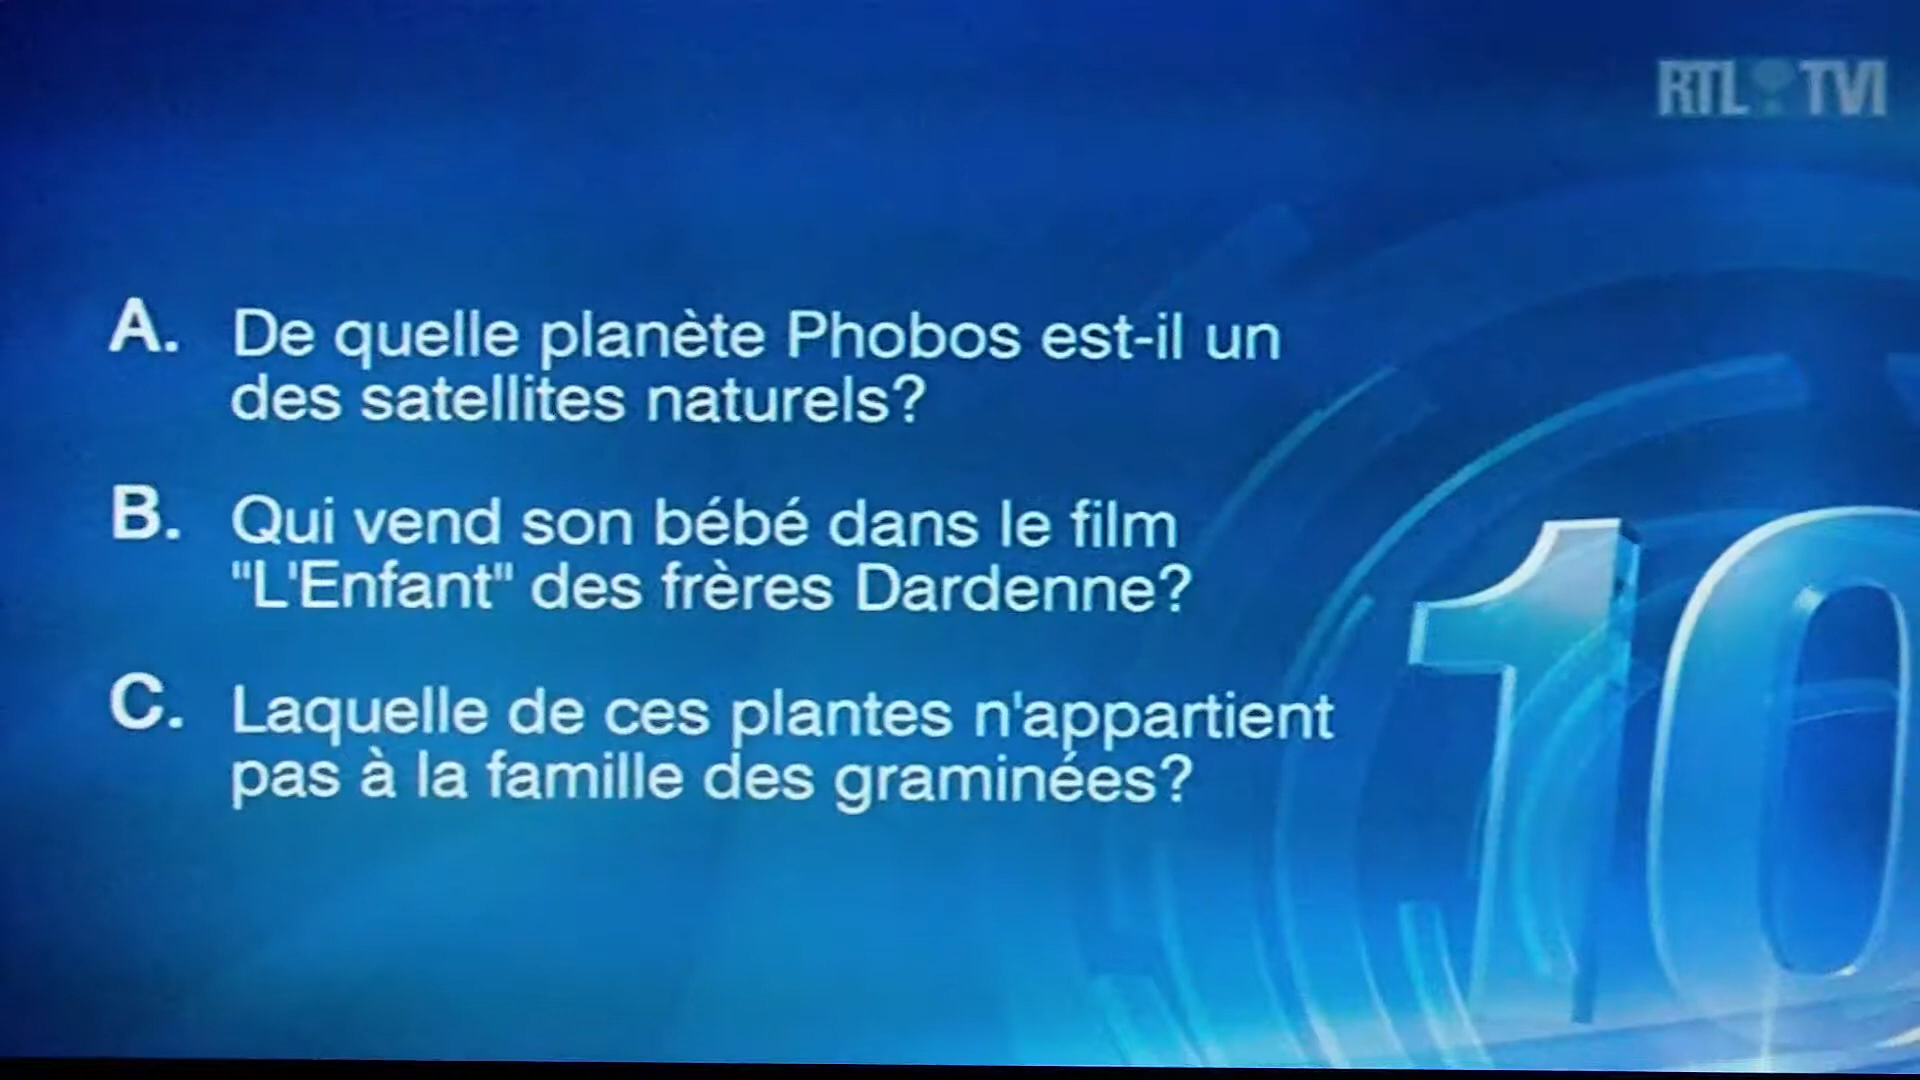 RTL TVI
A. De quelle planète Phobos est-il un
des satellites naturels?
B. Qui vend son bébé dans le film
"L'Enfant" des frères Dardenne?
C. Laquelle de ces plantes n'appartient
pas à la famille des graminées?
10